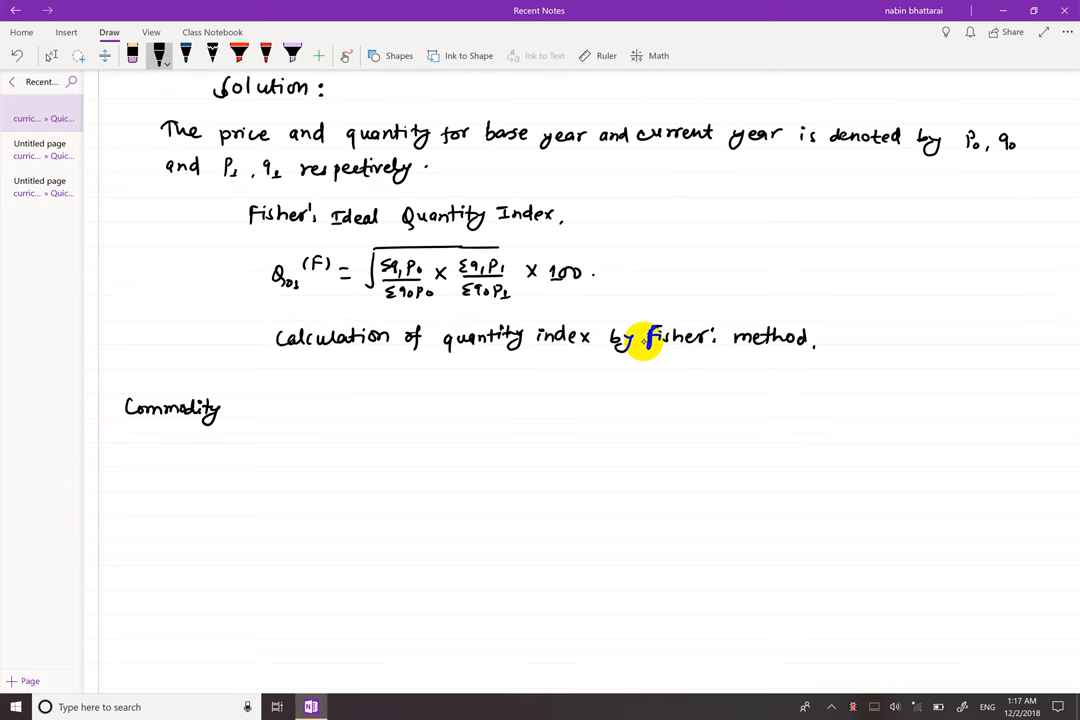 Recent Notes
nabin bhattarai
Home Insert Draw View Class Notebook
Share
Shapes Ink to Shape Ink to Text Ruler Math
Recent...
curric... » Quic...
Untitled page
curric... » Quic...
Untitled page
curric... » Quic...
Solution:
The price and quantity for base year and current year is denoted by P₀, q₀
and P₁, q₁ respectively.
Fisher's Ideal Quantity Index,
Q₀₁^(F) = √(Σq₁P₀/Σq₀P₀ × Σq₁P₁/Σq₀P₁) × 100.
Calculation of quantity index by Fisher's method.
Commodity
+ Page
Type here to search
ENG
1:17 AM
12/2/2018